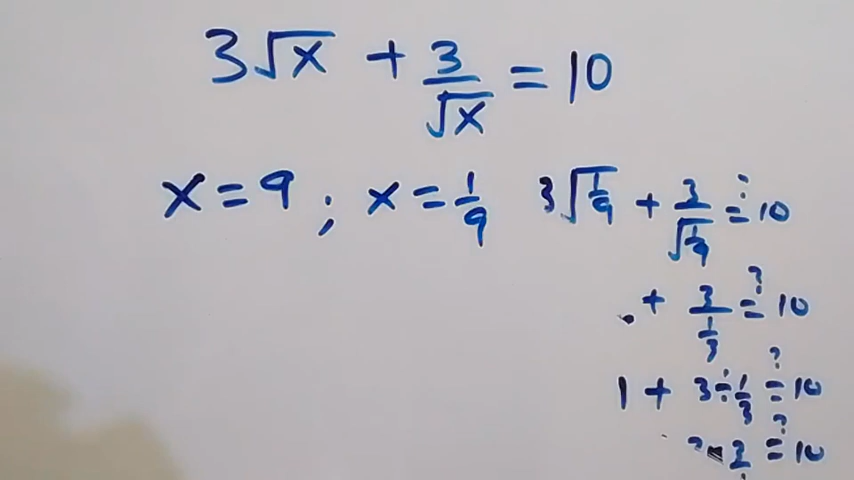 3√x + 3/√x = 10
x = 9 ; x = 1/9
3√(1/9) + 3/√(1/9) ≟ 10
+ 3/(1/3) ≟ 10
1 + 3 ÷ 1/3 ≟ 10
≟ 10